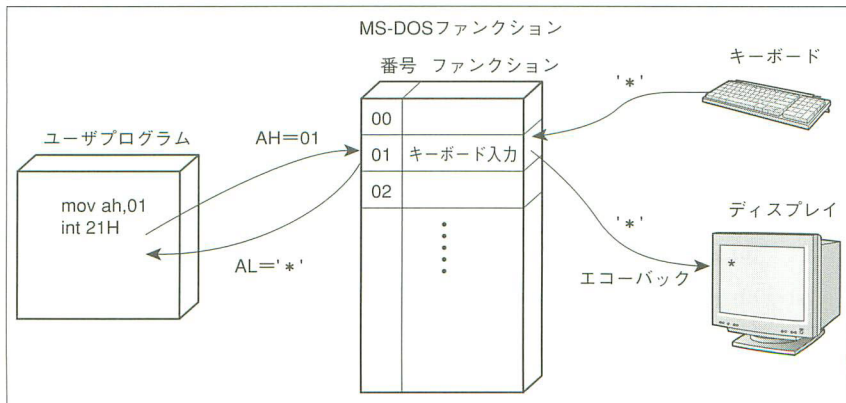 MS-DOSファンクション
番号 ファンクション
00
01 キーボード入力
02
ユーザプログラム
mov ah,01
int 21H
AH=01
AL='*'
キーボード
'*'
'*'
エコーバック
ディスプレイ
*